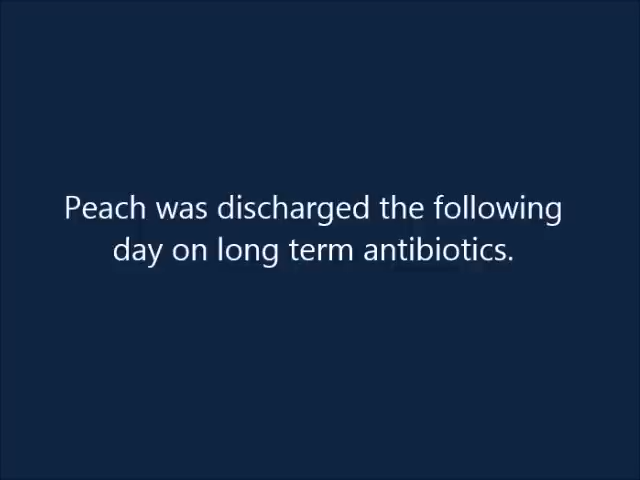 Peach was discharged the following
day on long term antibiotics.